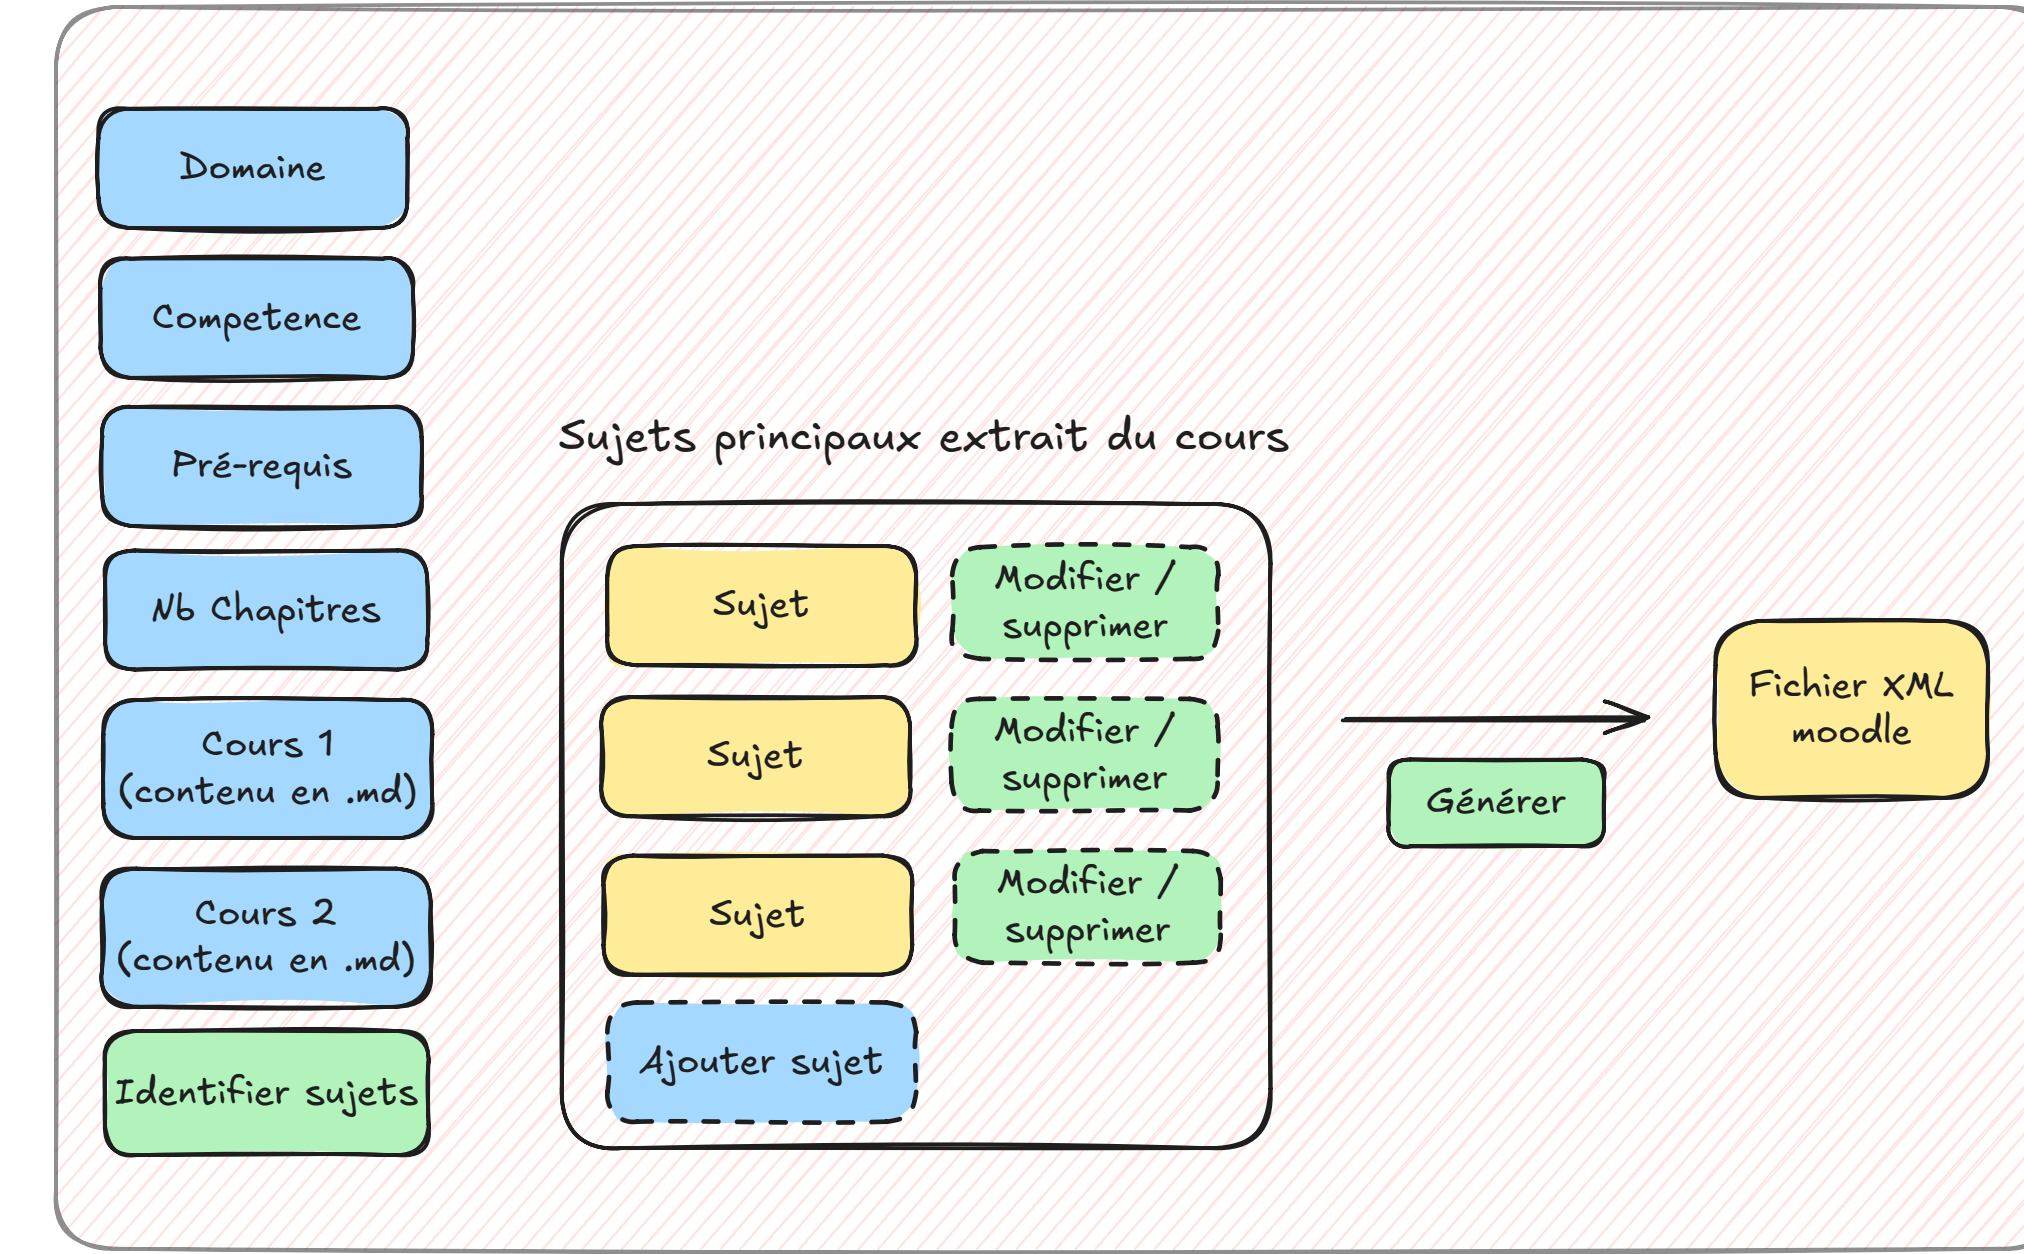 Domaine
Competence
Pré-requis
Nb Chapitres
Cours 1
(contenu en .md)
Cours 2
(contenu en .md)
Identifier sujets
Sujets principaux extrait du cours
Sujet
Modifier /
supprimer
Sujet
Modifier /
supprimer
Sujet
Modifier /
supprimer
Ajouter sujet
Générer
Fichier XML
moodle